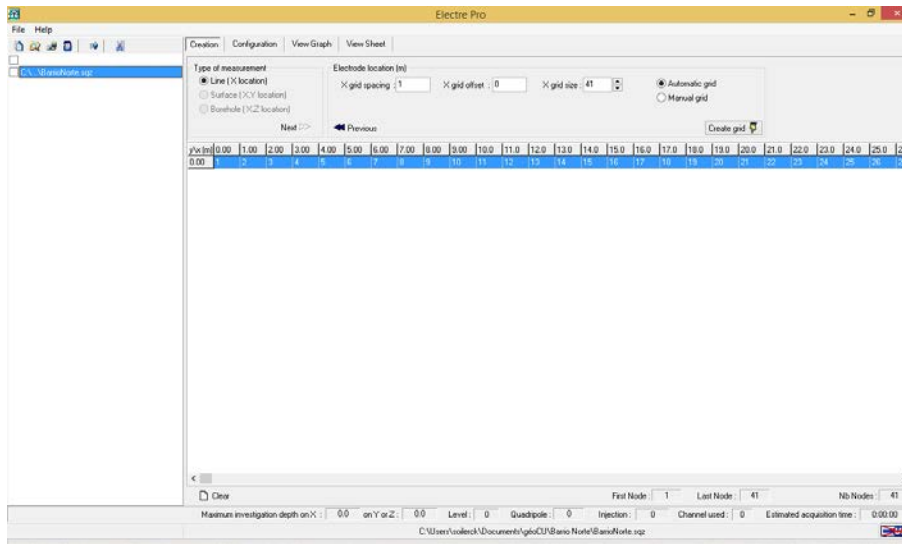 Electre Pro
File Help
Creation Configuration View Graph View Sheet
C:\...\BarrioNorte.sqz
Type of measurement
Line (X location)
Surface (X,Y location)
Borehole (X,Z location)
Next
Electrode location (m)
X grid spacing : 1 X grid offset : 0 X grid size : 41
Automatic grid
Manual grid
Previous
Create grid
y\x (m) 0.00 1.00 2.00 3.00 4.00 5.00 6.00 7.00 8.00 9.00 10.0 11.0 12.0 13.0 14.0 15.0 16.0 17.0 18.0 19.0 20.0 21.0 22.0 23.0 24.0 25.0 2
0.00 1 2 3 4 5 6 7 8 9 10 11 12 13 14 15 16 17 18 19 20 21 22 23 24 25 26 2
Clear
First Node : 1 Last Node : 41 Nb Nodes : 41
Maximum investigation depth on X : 0.0 on Y or Z : 0.0 Level : 0 Quadripole : 0 Injection : 0 Channel used : 0 Estimated acquisition time : 0:00:00